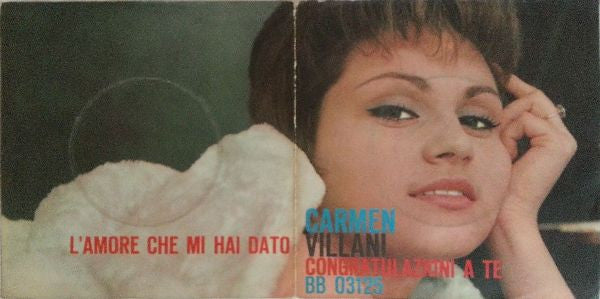 L'AMORE CHE MI HAI DATO
CARMEN
VILLANI
CONGRATULAZIONI A TE
BB 03125